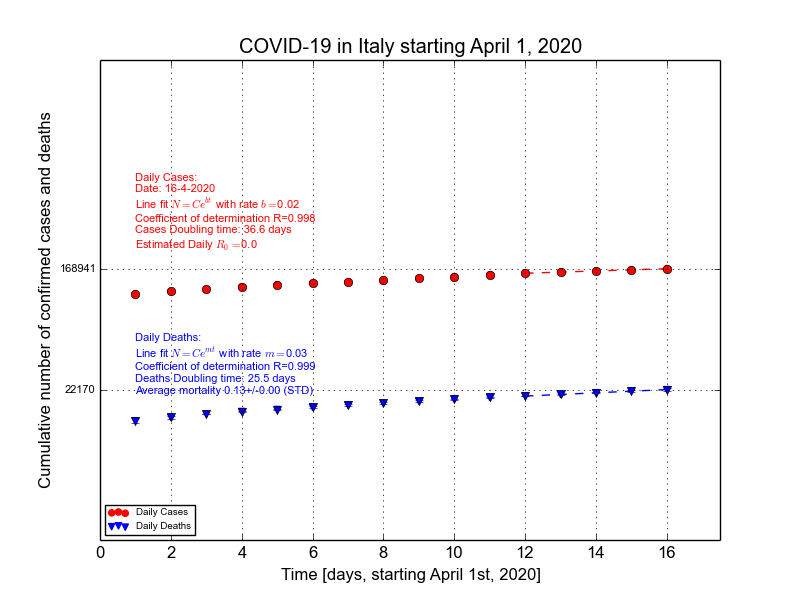 COVID-19 in Italy starting April 1, 2020
Cumulative number of confirmed cases and deaths
Daily Cases:
Date: 16-4-2020
Line fit N=Ce^{bt} with rate b=0.02
Coefficient of determination R=0.998
Cases Doubling time: 36.6 days
Estimated Daily R_0=0.0
168941
Daily Deaths:
Line fit N=Ce^{mt} with rate m=0.03
Coefficient of determination R=0.999
Deaths Doubling time: 25.5 days
Average mortality 0.13+/-0.00 (STD)
22170
Daily Cases
Daily Deaths
0 2 4 6 8 10 12 14 16
Time [days, starting April 1st, 2020]